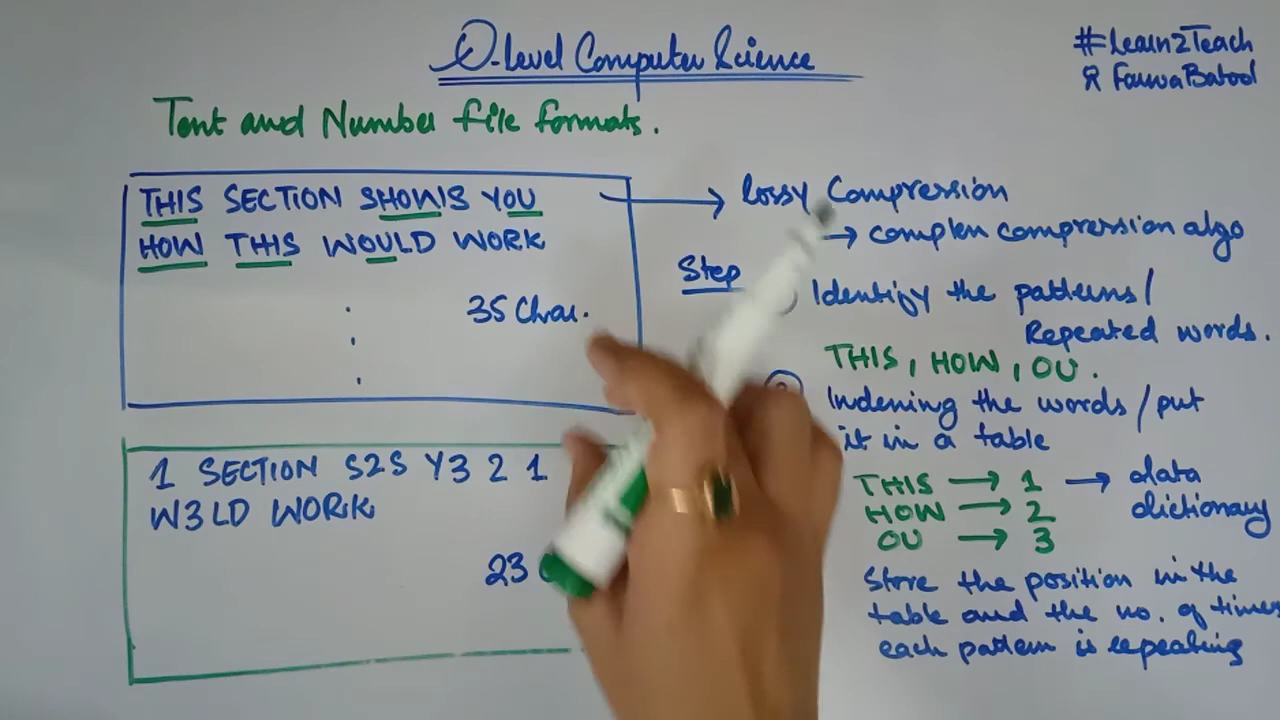 O-Level Computer Science
#Learn2Teach
FarwaBatool
Text and Number file formats.
THIS SECTION SHOWS YOU
HOW THIS WOULD WORK
35 Char.
1 SECTION S2S Y3 2 1
W3LD WORK
23
lossy Compression
→ complex compression algo
Step
Identify the patterns/
Repeated words.
THIS, HOW, OU.
Indexing the words/put
it in a table
THIS → 1 → data
HOW → 2 dictionary
OU → 3
Store the position in the
table and the no. of times
each pattern is repeating